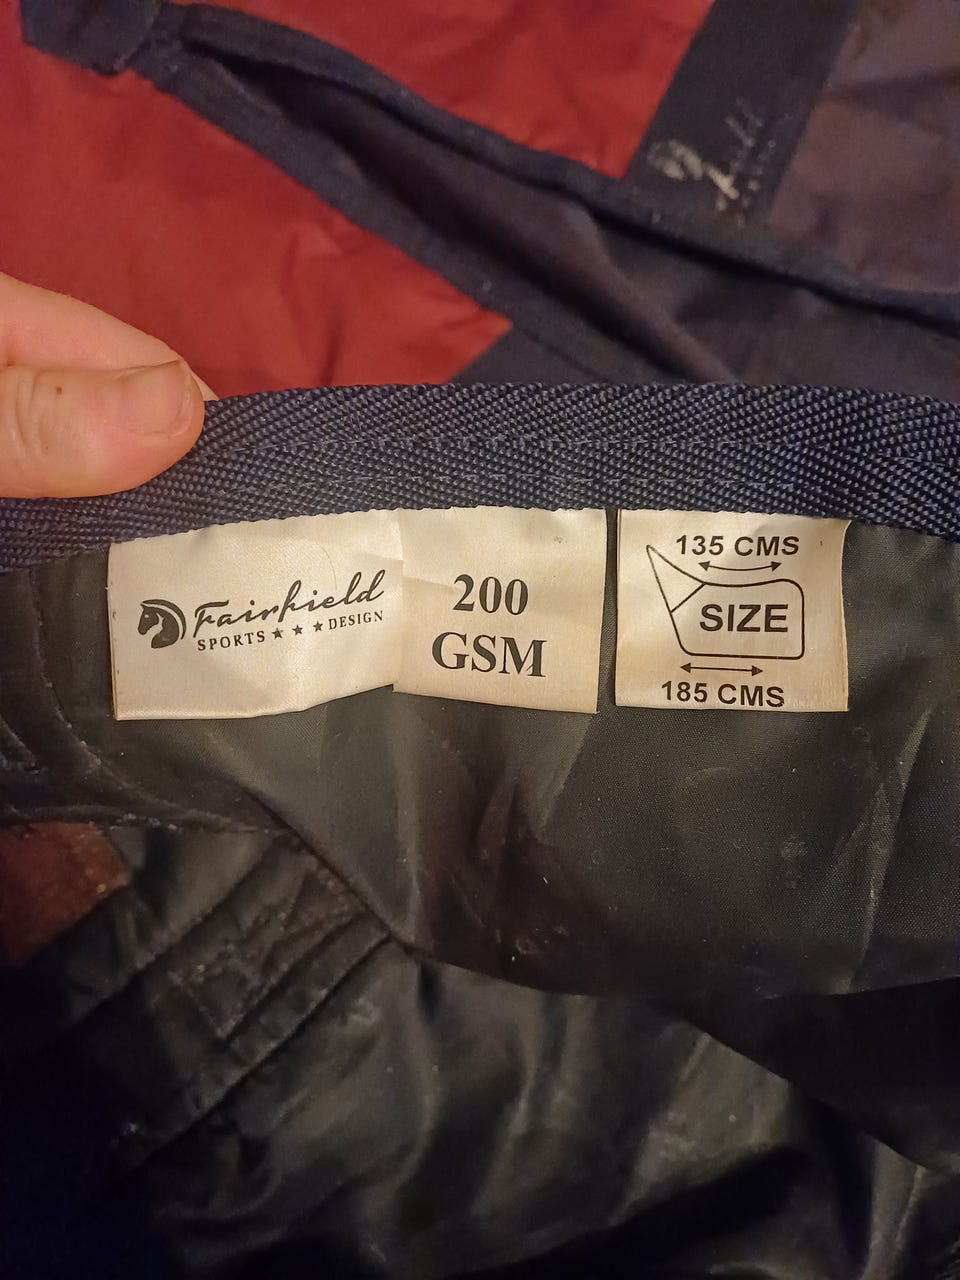 Fairfield
SPORTS ★ ★ ★ DESIGN
200
GSM
135 CMS
SIZE
185 CMS